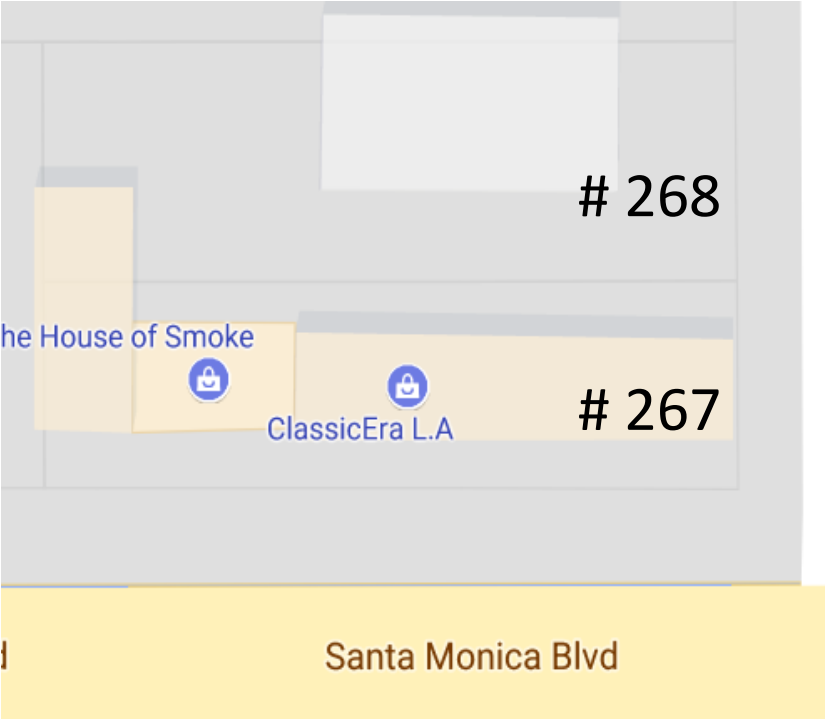 # 268
he House of Smoke
# 267
ClassicEra L.A
d
Santa Monica Blvd